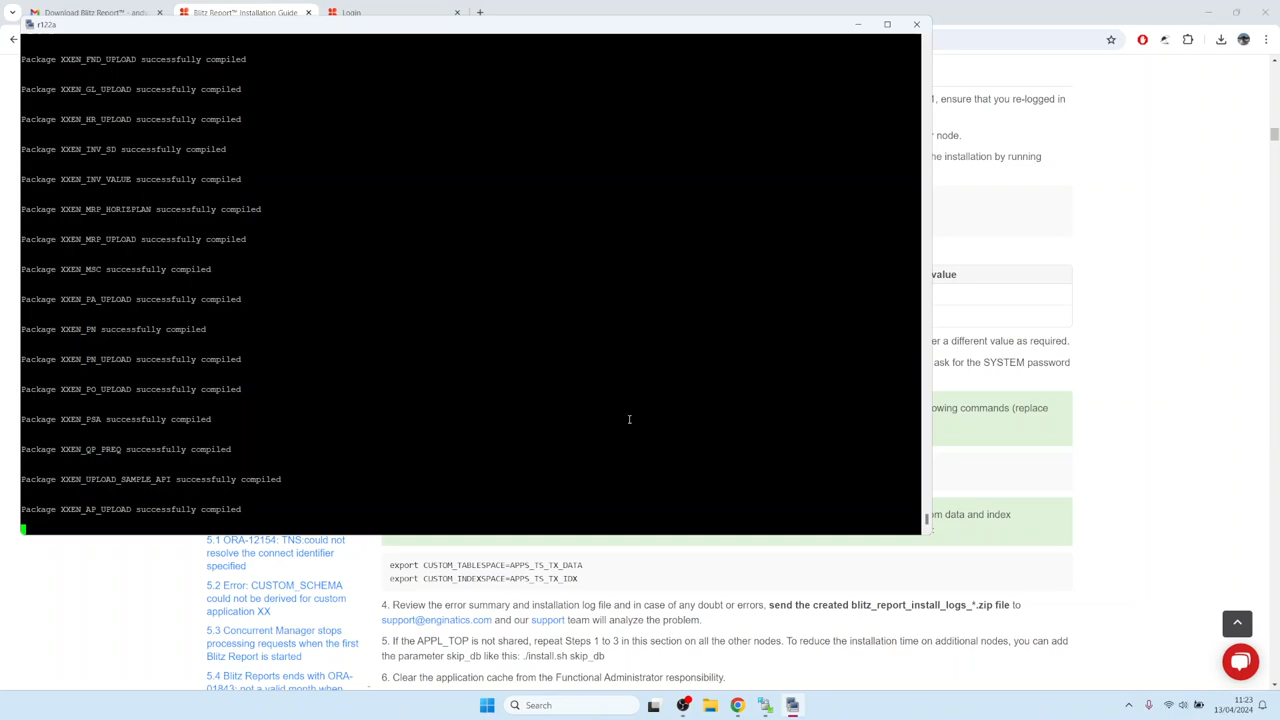 Download Blitz Report™ – and
Blitz Report Installation Guide
Login
r122a
Package XXEN_FND_UPLOAD successfully compiled
Package XXEN_GL_UPLOAD successfully compiled
Package XXEN_HR_UPLOAD successfully compiled
Package XXEN_INV_SD successfully compiled
Package XXEN_INV_VALUE successfully compiled
Package XXEN_MRP_HORIZPLAN successfully compiled
Package XXEN_MRP_UPLOAD successfully compiled
Package XXEN_MSC successfully compiled
Package XXEN_PA_UPLOAD successfully compiled
Package XXEN_PN successfully compiled
Package XXEN_PN_UPLOAD successfully compiled
Package XXEN_PO_UPLOAD successfully compiled
Package XXEN_PSA successfully compiled
Package XXEN_QP_PREQ successfully compiled
Package XXEN_UPLOAD_SAMPLE_API successfully compiled
Package XXEN_AP_UPLOAD successfully compiled
1, ensure that you re-logged in
r node.
he installation by running
value
er a different value as required.
ask for the SYSTEM password
owing commands (replace
om data and index
5.1 ORA-12154: TNS:could not
resolve the connect identifier
specified
5.2 Error: CUSTOM_SCHEMA
could not be derived for custom
application XX
5.3 Concurrent Manager stops
processing requests when the first
Blitz Report is started
5.4 Blitz Reports ends with ORA-
01843: not a valid month when
export CUSTOM_TABLESPACE=APPS_TS_TX_DATA
export CUSTOM_INDEXSPACE=APPS_TS_TX_IDX
4. Review the error summary and installation log file and in case of any doubt or errors, send the created blitz_report_install_logs_*.zip file to
support@enginatics.com and our support team will analyze the problem.
5. If the APPL_TOP is not shared, repeat Steps 1 to 3 in this section on all the other nodes. To reduce the installation time on additional nodes, you can add
the parameter skip_db like this: ./install.sh skip_db
6. Clear the application cache from the Functional Administrator responsibility.
Search
11:23
13/04/2024